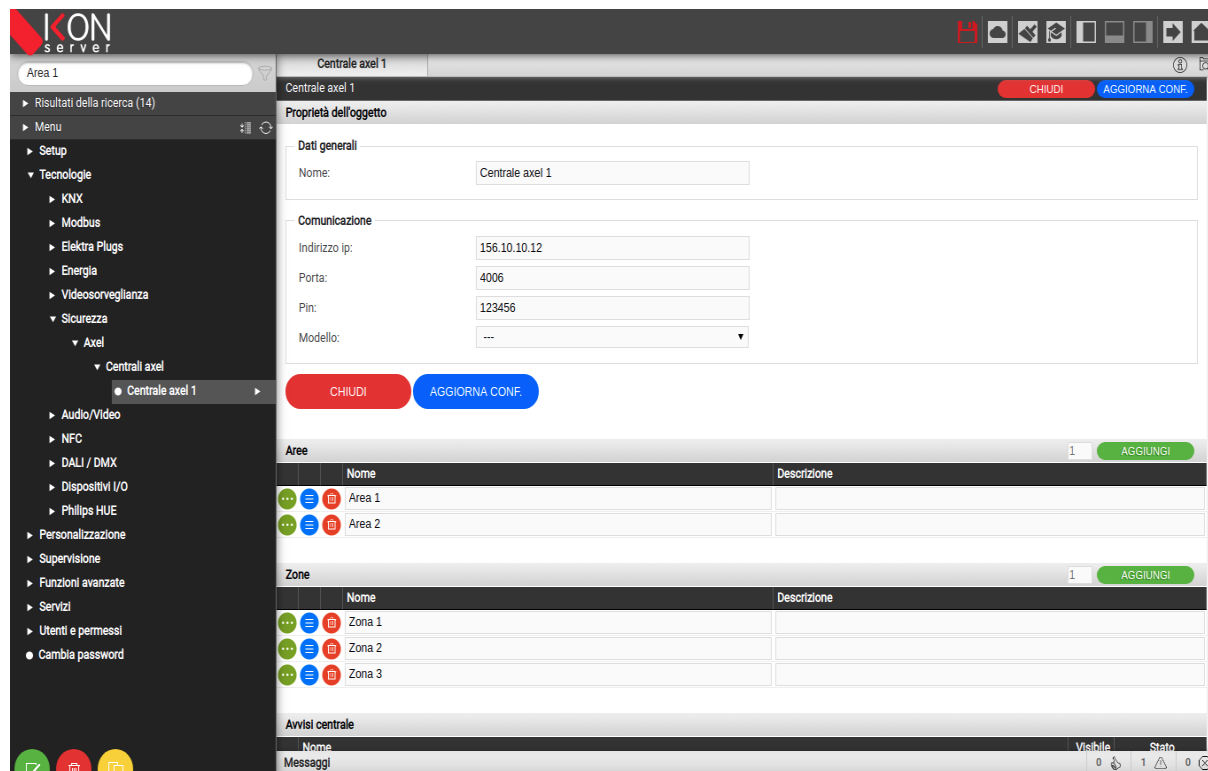 KON
server
Area 1
Risultati della ricerca (14)
Menu
Setup
Tecnologie
KNX
Modbus
Elektra Plugs
Energia
Videosorveglianza
Sicurezza
Axel
Centrali axel
Centrale axel 1
Audio/Video
NFC
DALI / DMX
Dispositivi I/O
Philips HUE
Personalizzazione
Supervisione
Funzioni avanzate
Servizi
Utenti e permessi
Cambia password
Centrale axel 1
Centrale axel 1 CHIUDI AGGIORNA CONF.
Proprietà dell'oggetto
Dati generali
Nome: Centrale axel 1
Comunicazione
Indirizzo ip: 156.10.10.12
Porta: 4006
Pin: 123456
Modello: ---
CHIUDI AGGIORNA CONF.
Aree 1 AGGIUNGI
Nome Descrizione
Area 1
Area 2
Zone 1 AGGIUNGI
Nome Descrizione
Zona 1
Zona 2
Zona 3
Avvisi centrale
Nome Visibile Stato
Messaggi 0 1 0